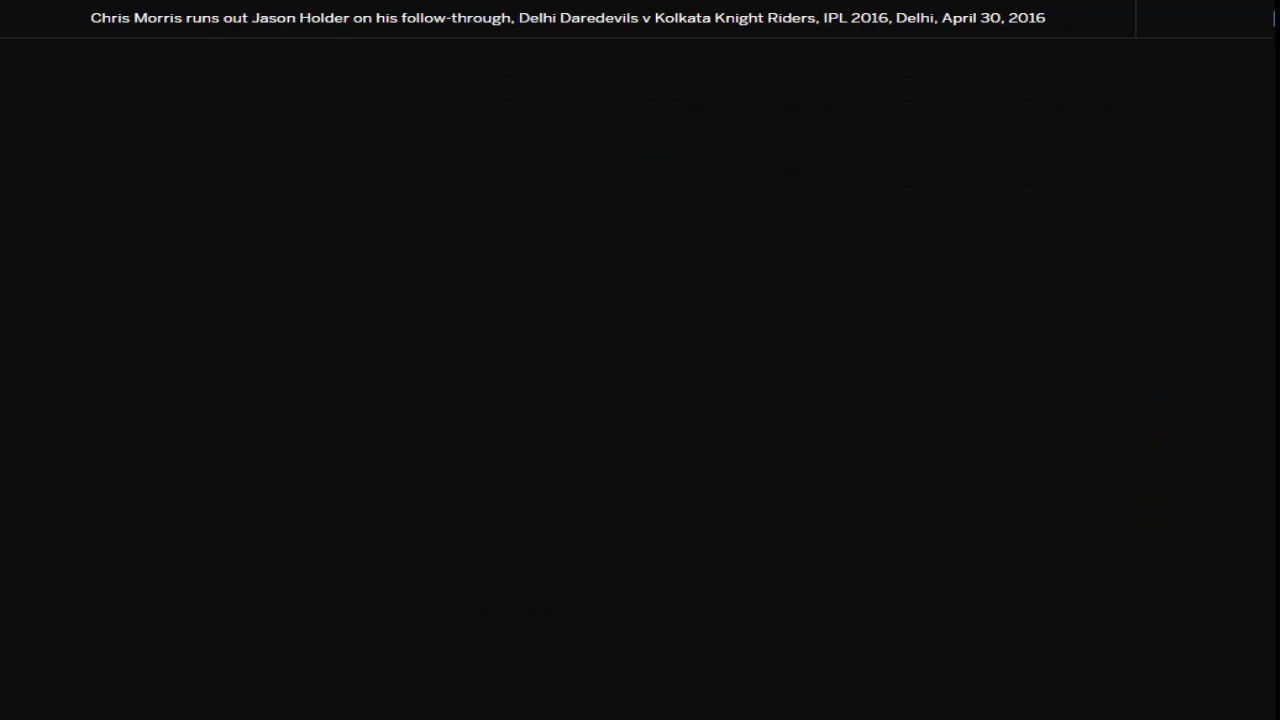 Chris Morris runs out Jason Holder on his follow-through, Delhi Daredevils v Kolkata Knight Riders, IPL 2016, Delhi, April 30, 2016